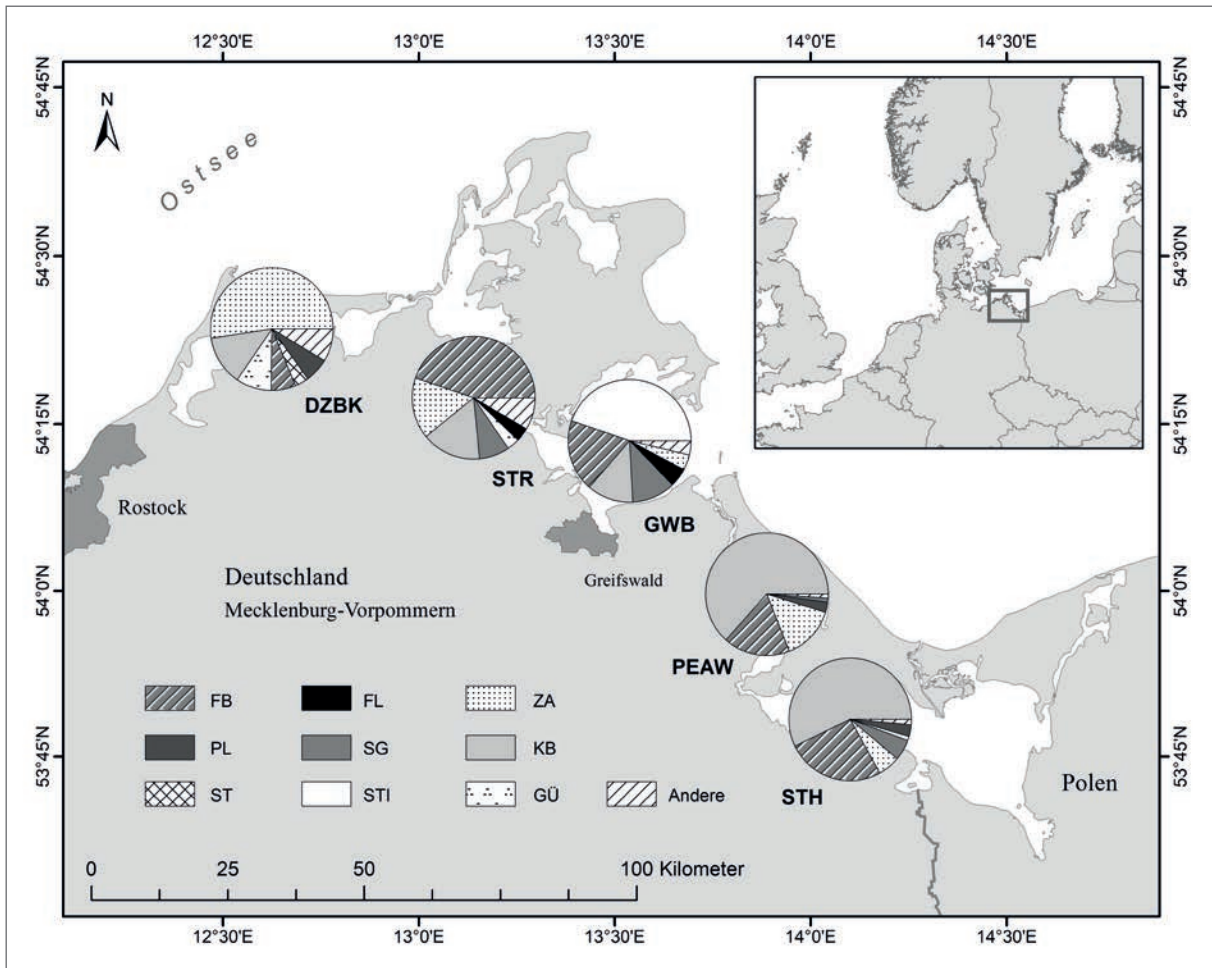 12°30'E 13°0'E 13°30'E 14°0'E 14°30'E
54°45'N 54°45'N
N
Ostsee
54°30'N 54°30'N
DZBK
54°15'N 54°15'N
STR
Rostock
GWB
Deutschland
Greifswald
54°0'N 54°0'N
Mecklenburg-Vorpommern
PEAW
FB FL ZA
PL SG KB
53°45'N 53°45'N
Polen
ST STI GÜ Andere
STH
0 25 50 100 Kilometer
12°30'E 13°0'E 13°30'E 14°0'E 14°30'E